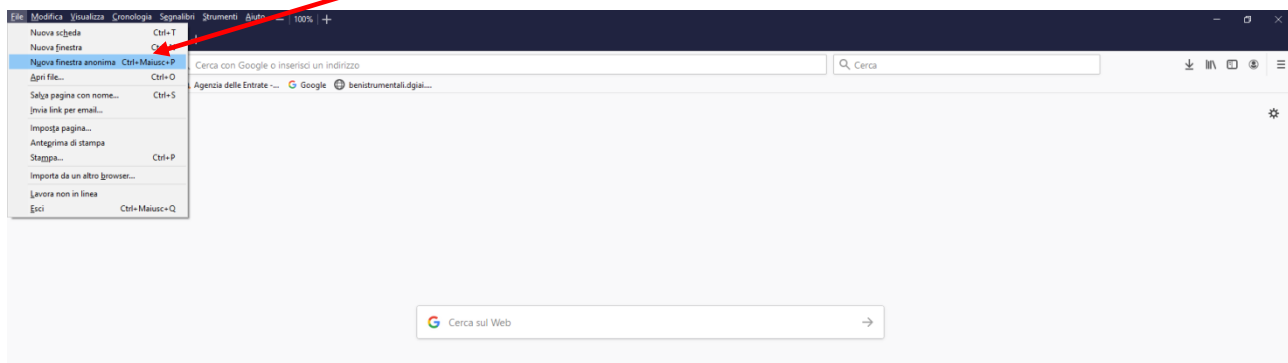 File Modifica Visualizza Cronologia Segnalibri Strumenti Aiuto — | 100% | +
Nuova scheda Ctrl+T
Nuova finestra
Nuova finestra anonima Ctrl+Maiusc+P
Apri file... Ctrl+O
Salva pagina con nome... Ctrl+S
Invia link per email...
Imposta pagina...
Anteprima di stampa
Stampa... Ctrl+P
Importa da un altro browser...
Lavora non in linea
Esci Ctrl+Maiusc+Q
Cerca con Google o inserisci un indirizzo
Cerca
Agenzia delle Entrate -... Google benistrumentali.dgiai....
Cerca sul Web